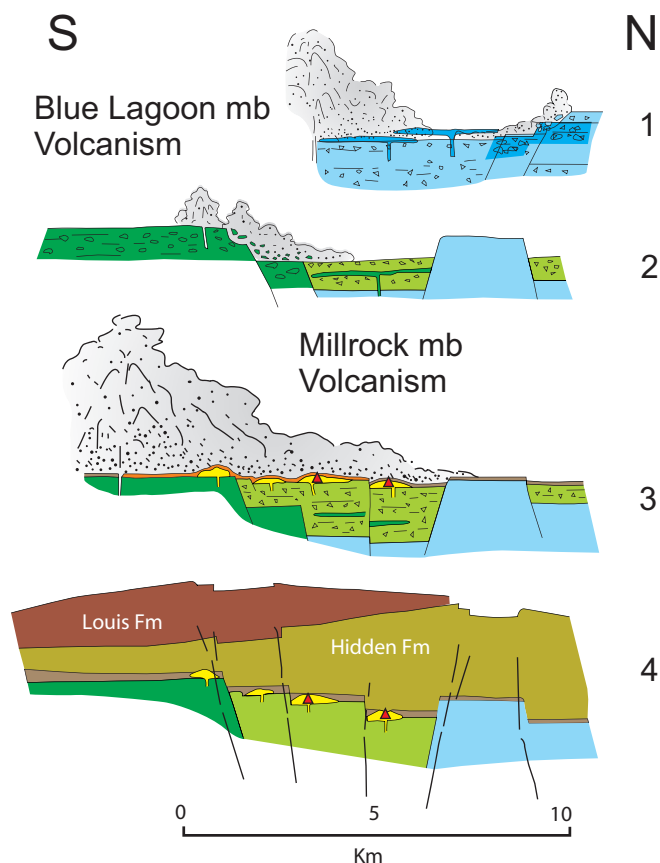 S
N
Blue Lagoon mb
Volcanism
1
2
Millrock mb
Volcanism
3
Louis Fm
Hidden Fm
4
0
5
10
Km